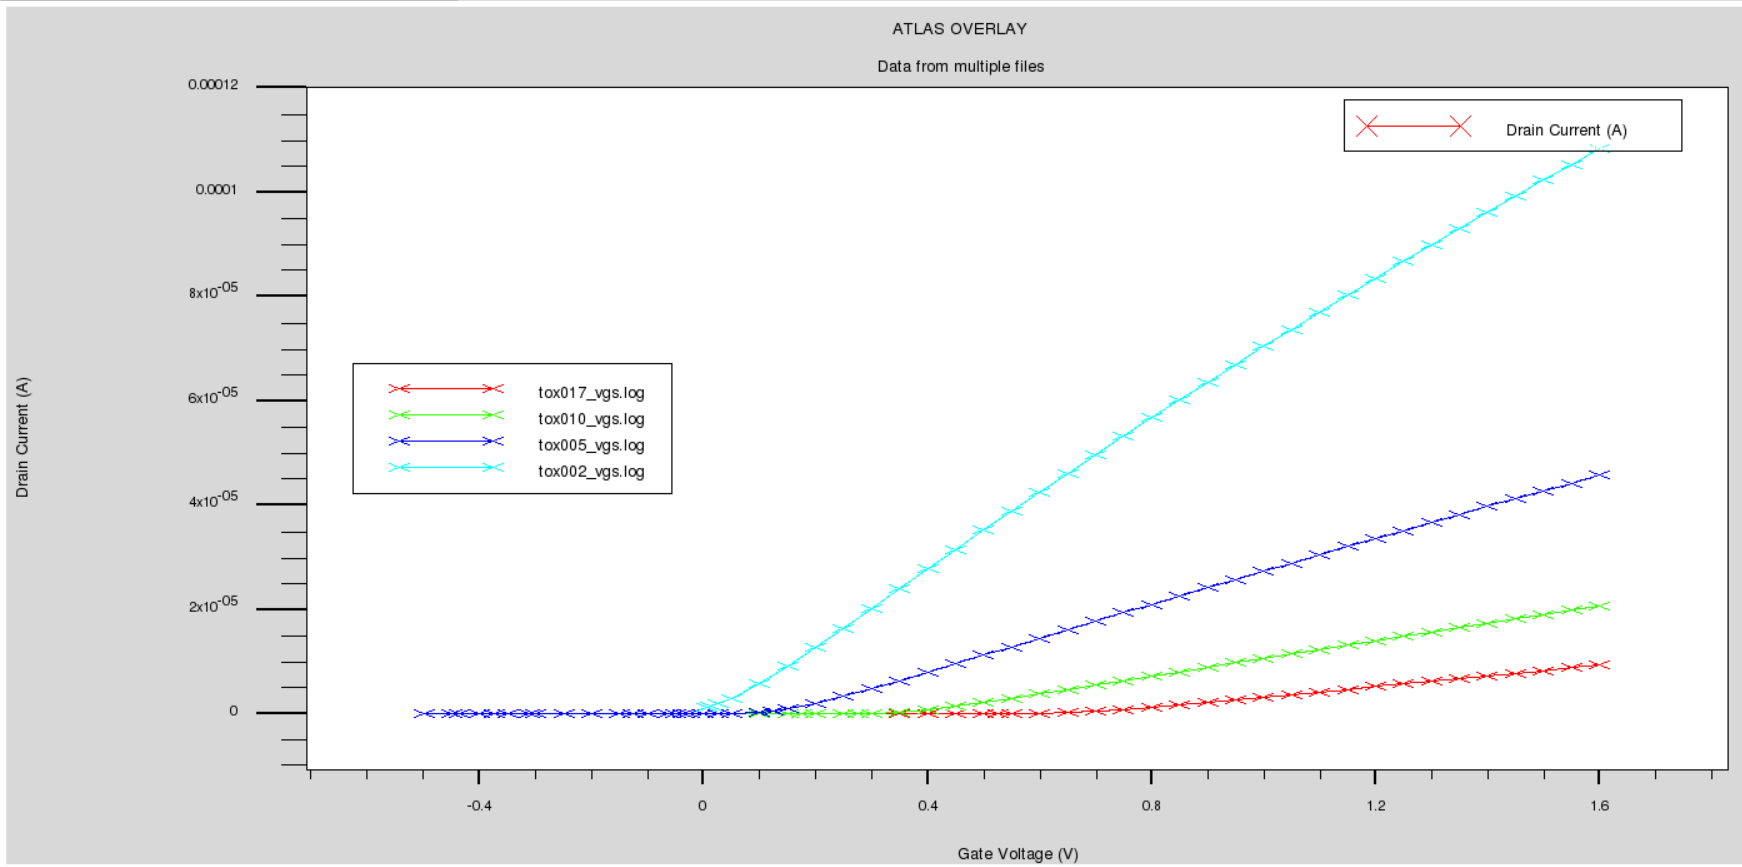 ATLAS OVERLAY
Data from multiple files
Drain Current (A)
0.00012
0.0001
8x10^-05
6x10^-05
4x10^-05
2x10^-05
0
Drain Current (A)
tox017_vgs.log
tox010_vgs.log
tox005_vgs.log
tox002_vgs.log
-0.4 0 0.4 0.8 1.2 1.6
Gate Voltage (V)